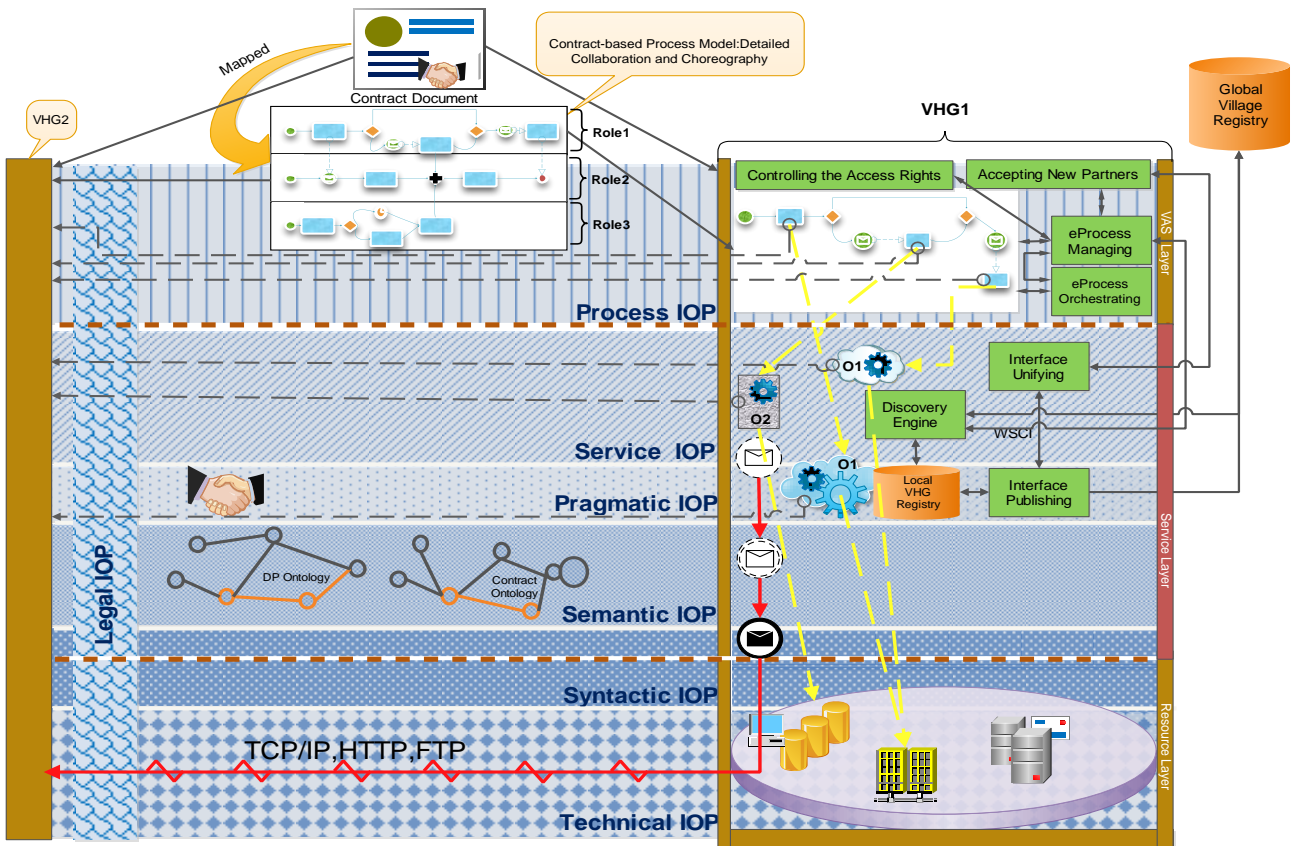 Mapped
Contract-based Process Model:Detailed
Collaboration and Choreography
Contract Document
VHG2
VHG1
Global
Village
Registry
Role1
Role2
Role3
Controlling the Access Rights
Accepting New Partners
eProcess
Managing
eProcess
Orchestrating
VAS Layer
Process IOP
O1
O2
Interface
Unifying
Discovery
Engine
WSCI
Service IOP
O1
Local
VHG
Registry
Interface
Publishing
Pragmatic IOP
Service Layer
Legal IOP
DP Ontology
Contract
Ontology
Semantic IOP
Syntactic IOP
Resource Layer
TCP/IP,HTTP,FTP
Technical IOP